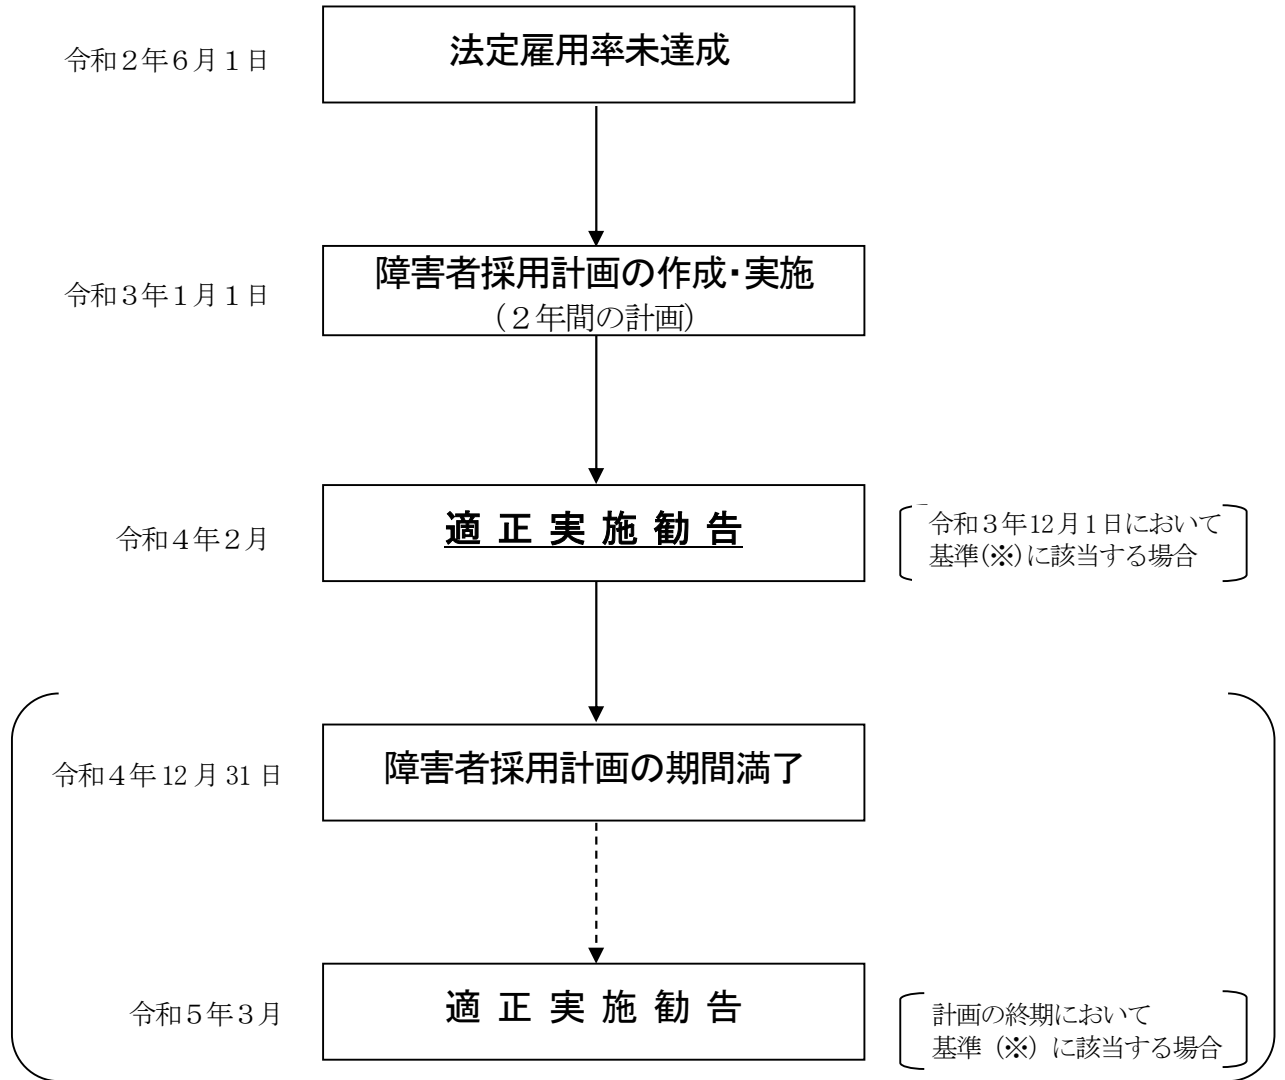 令和２年６月１日
法定雇用率未達成
令和３年１月１日
障害者採用計画の作成・実施
（２年間の計画）
令和４年２月
適正実施勧告
令和３年12月１日において
基準（※）に該当する場合
令和４年12月31日
障害者採用計画の期間満了
令和５年３月
適正実施勧告
計画の終期において
基準（※）に該当する場合